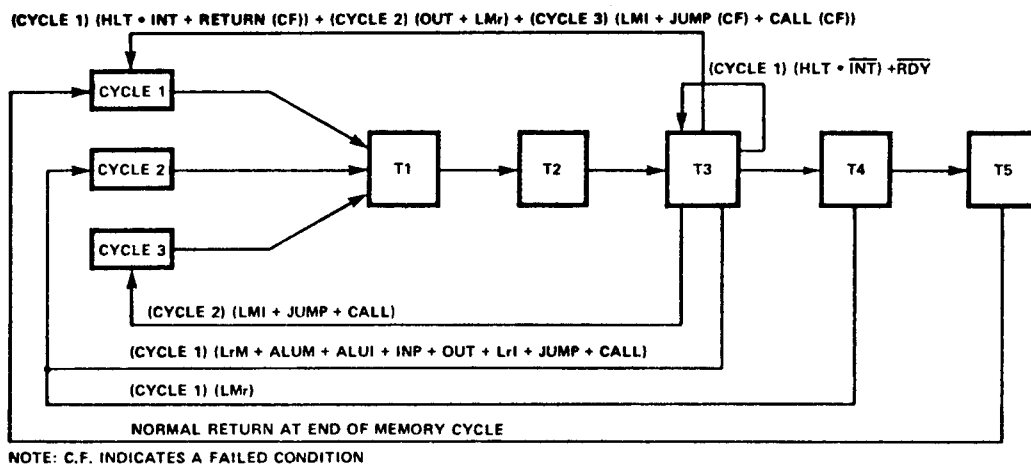 (CYCLE 1) (HLT • INT + RETURN (CF)) + (CYCLE 2) (OUT + LMr) + (CYCLE 3) (LMI + JUMP (CF) + CALL (CF))
(CYCLE 1) (HLT • I̅N̅T̅) + R̅D̅Y̅
CYCLE 1
CYCLE 2
CYCLE 3
T1
T2
T3
T4
T5
(CYCLE 2) (LMI + JUMP + CALL)
(CYCLE 1) (LrM + ALUM + ALUI + INP + OUT + LrI + JUMP + CALL)
(CYCLE 1) (LMr)
NORMAL RETURN AT END OF MEMORY CYCLE
NOTE: C.F. INDICATES A FAILED CONDITION